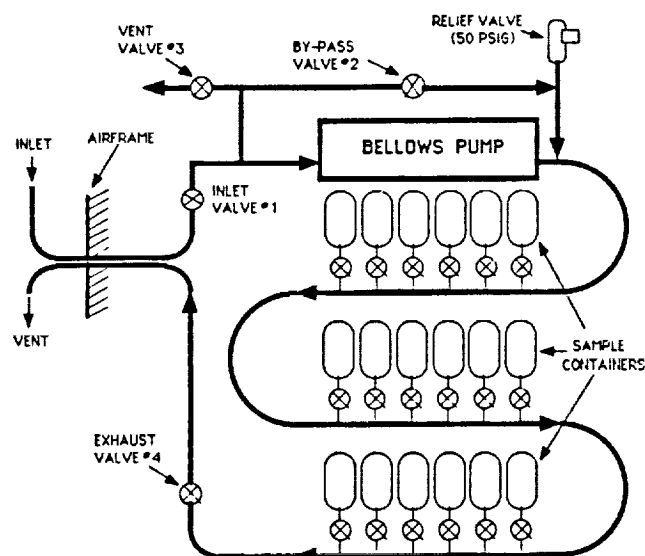 RELIEF VALVE
(50 PSIG)
VENT
VALVE #3
BY-PASS
VALVE #2
AIRFRAME
INLET
BELLOWS PUMP
INLET
VALVE #1
VENT
SAMPLE
CONTAINERS
EXHAUST
VALVE #4